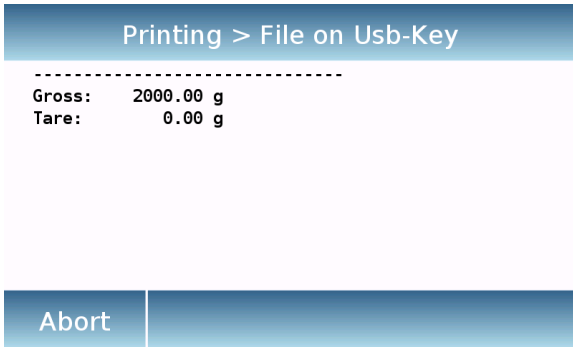 Printing > File on Usb-Key
-------------------------------
Gross:    2000.00 g
Tare:        0.00 g
Abort